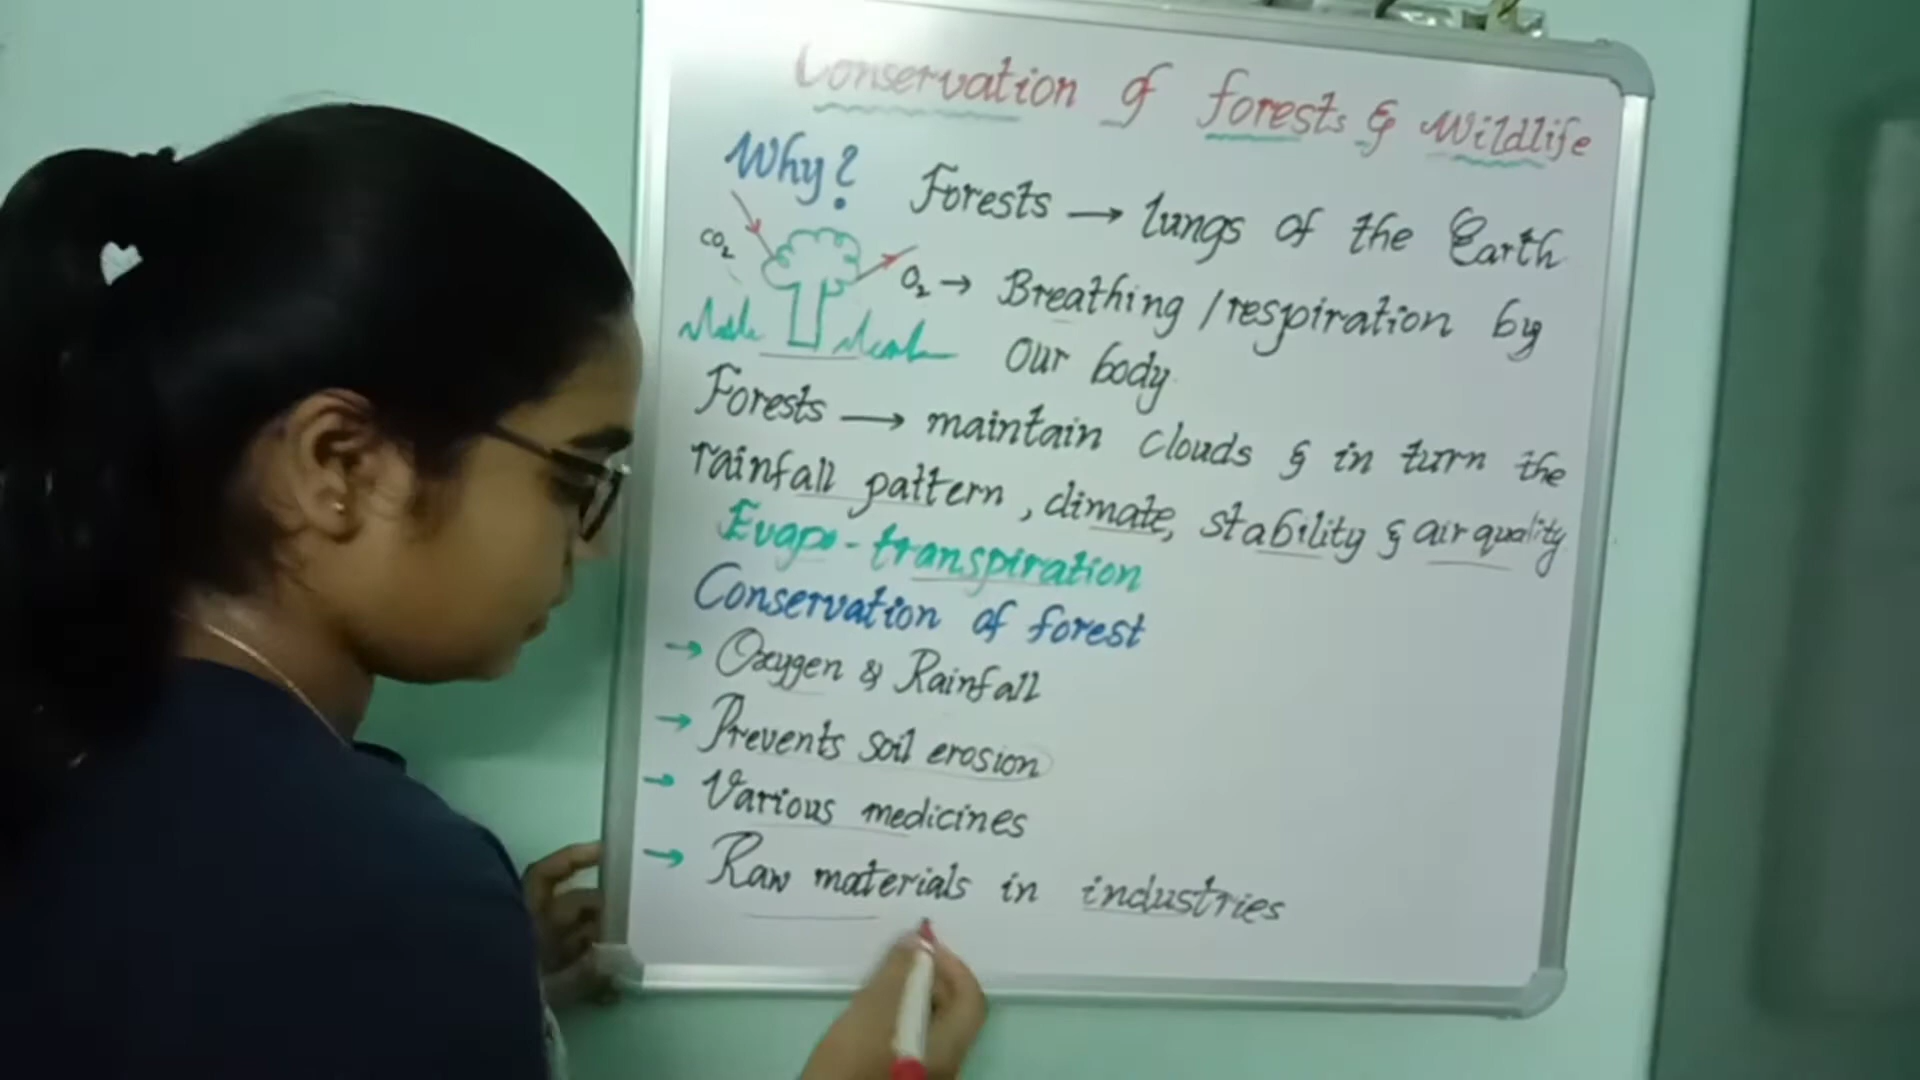 Conservation of forests & Wildlife
Why?
Forests → lungs of the Earth
CO2
O2 → Breathing / respiration by
Our body
Forests → maintain clouds & in turn the
rainfall pattern, climate, stability & air quality
Evapo-transpiration
Conservation of forest
→ Oxygen & Rainfall
→ Prevents soil erosion
→ Various medicines
→ Raw materials in industries